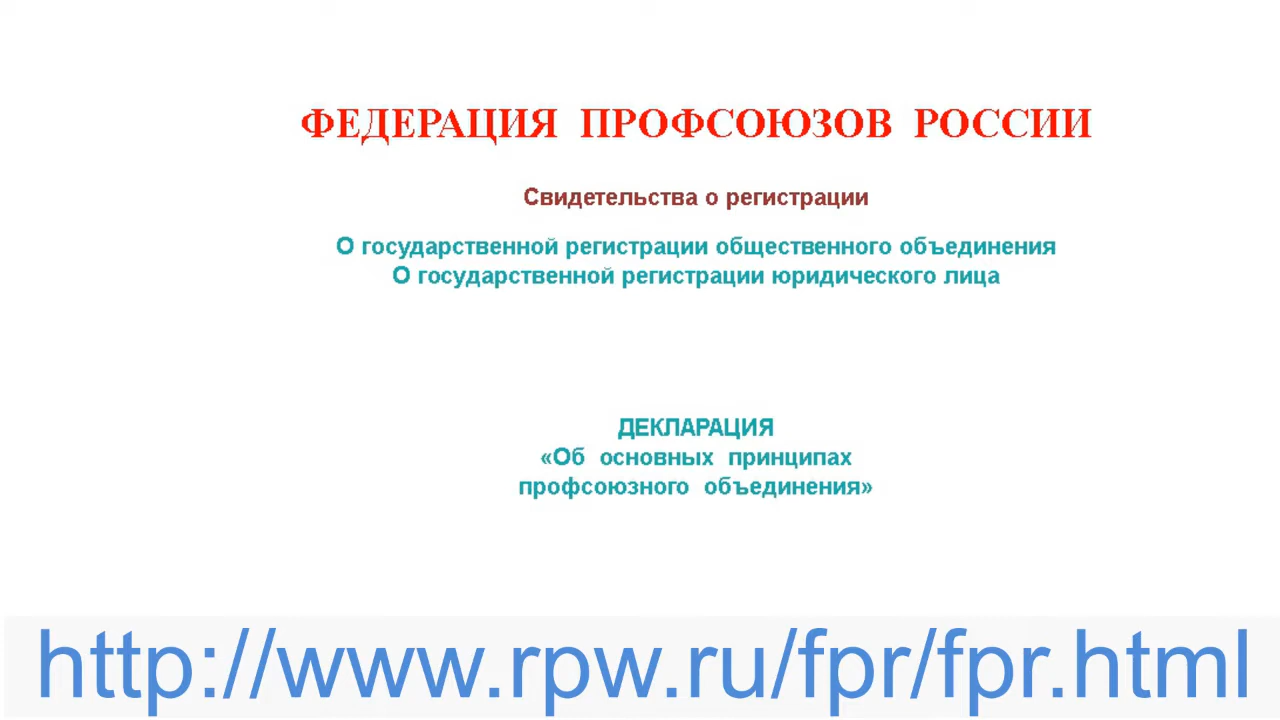 ФЕДЕРАЦИЯ ПРОФСОЮЗОВ РОССИИ
Свидетельства о регистрации
О государственной регистрации общественного объединения
О государственной регистрации юридического лица
ДЕКЛАРАЦИЯ
«Об основных принципах
профсоюзного объединения»
http://www.rpw.ru/fpr/fpr.html